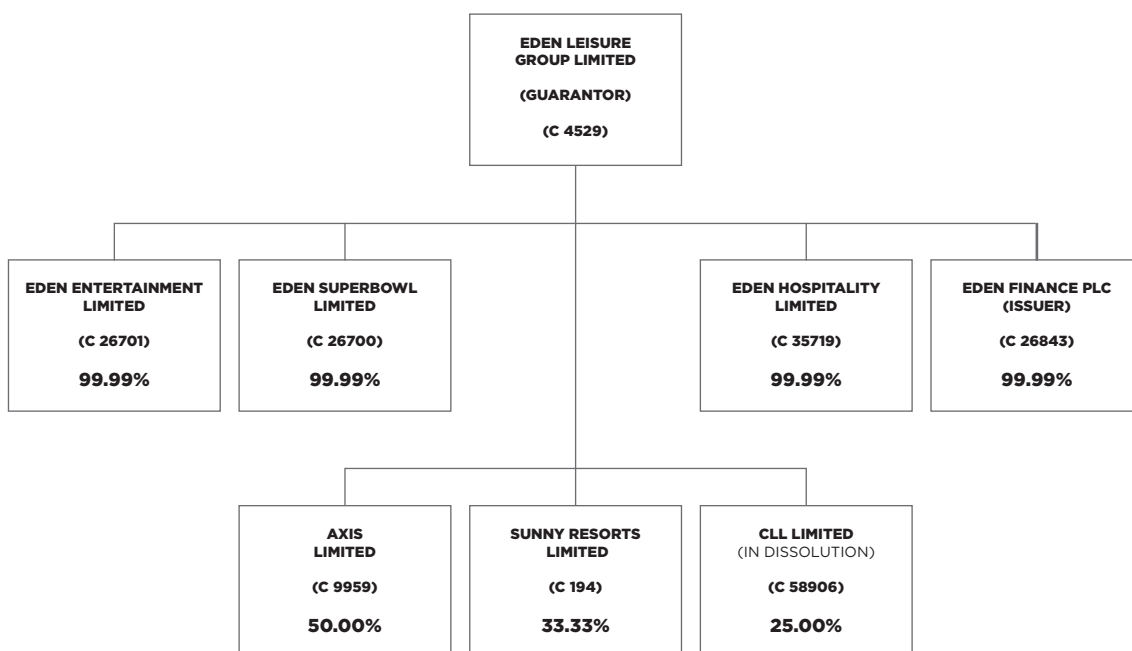 EDEN LEISURE
GROUP LIMITED
(GUARANTOR)
(C 4529)
EDEN ENTERTAINMENT
LIMITED
(C 26701)
99.99%
EDEN SUPERBOWL
LIMITED
(C 26700)
99.99%
EDEN HOSPITALITY
LIMITED
(C 35719)
99.99%
EDEN FINANCE PLC
(ISSUER)
(C 26843)
99.99%
AXIS
LIMITED
(C 9959)
50.00%
SUNNY RESORTS
LIMITED
(C 194)
33.33%
CLL LIMITED
(IN DISSOLUTION)
(C 58906)
25.00%